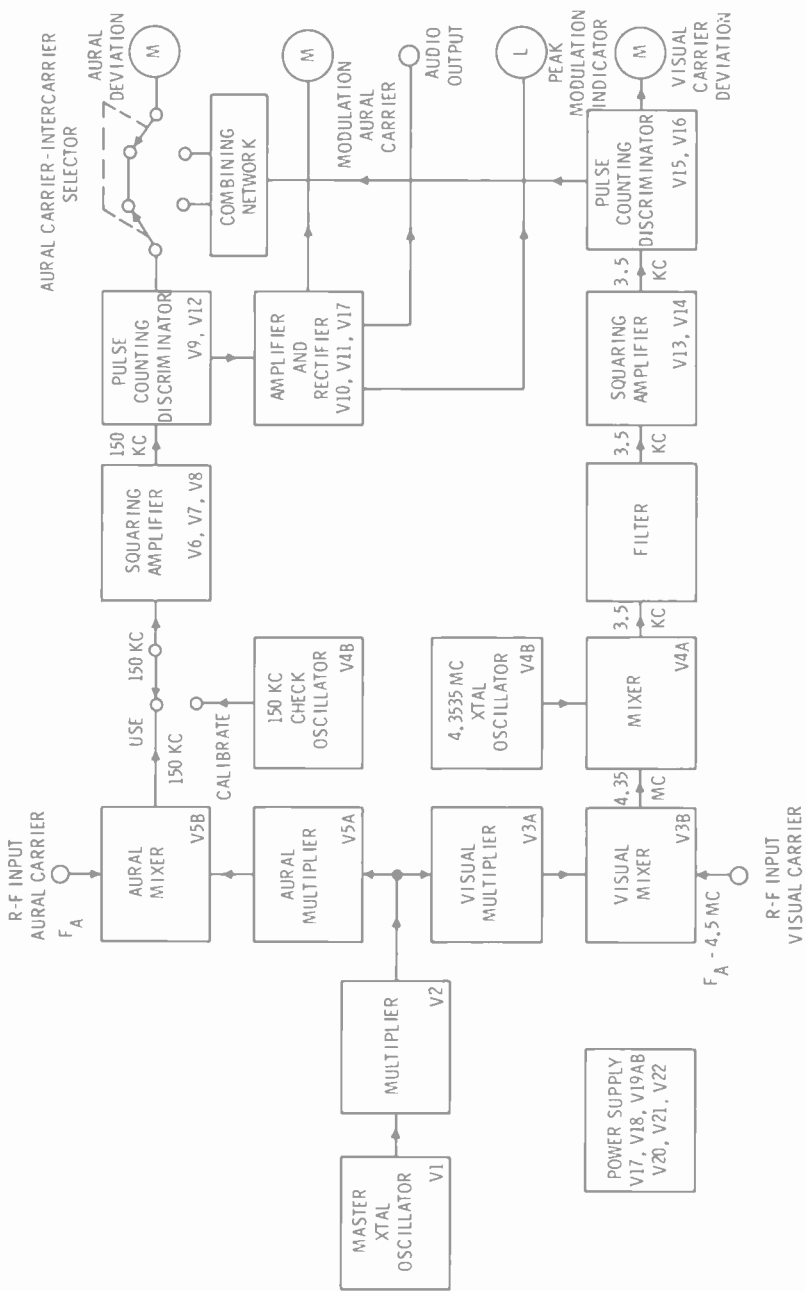 R-F INPUT
AURAL CARRIER
F A
AURAL
MIXER
V5B
150 KC
USE
150 KC
CALIBRATE
150 KC
CHECK
OSCILLATOR
V4B
SQUARING
AMPLIFIER
V6, V7, V8
150
KC
PULSE
COUNTING
DISCRIMINATOR
V9, V12
AURAL CARRIER-INTERCARRIER
SELECTOR
AURAL
DEVIATION
M
COMBINING
NETWORK
AMPLIFIER
AND
RECTIFIER
V10, V11, V17
M
MODULATION
AURAL
CARRIER
AUDIO
OUTPUT
L
PEAK
MODULATION
INDICATOR
M
VISUAL
CARRIER
DEVIATION
MASTER
XTAL
OSCILLATOR
V1
MULTIPLIER
V2
AURAL
MULTIPLIER
V5A
VISUAL
MULTIPLIER
V3A
4.3535 MC
XTAL
OSCILLATOR
V4B
VISUAL
MIXER
V3B
4.35
MC
MIXER
V4A
3.5
KC
FILTER
3.5
KC
SQUARING
AMPLIFIER
V13, V14
3.5
KC
PULSE
COUNTING
DISCRIMINATOR
V15, V16
F A - 4.5 MC
R-F INPUT
VISUAL CARRIER
POWER SUPPLY
V17, V18, V19AB
V20, V21, V22